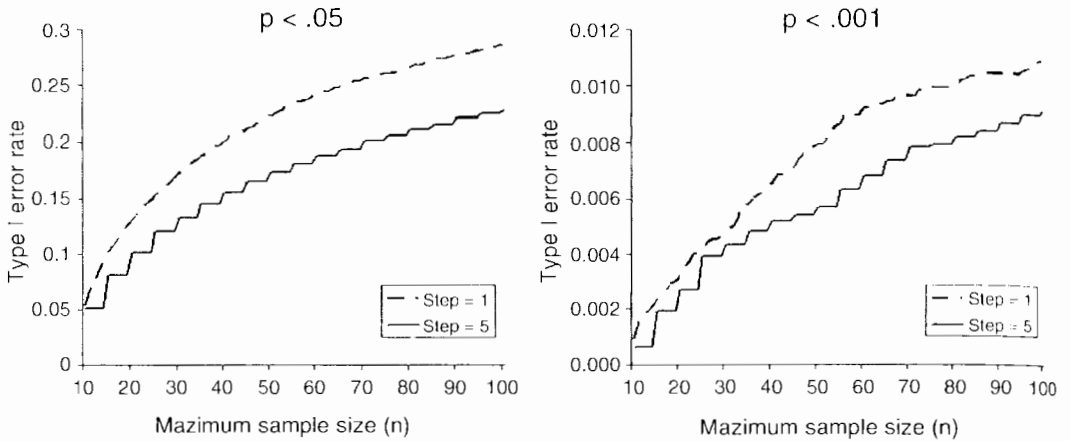 p < .05
Type I error rate
0.3
0.25
0.2
0.15
0.1
0.05
0
10 20 30 40 50 60 70 80 90 100
Mazimum sample size (n)
Step = 1
Step = 5
p < .001
Type I error rate
0.012
0.010
0.008
0.006
0.004
0.002
0.000
10 20 30 40 50 60 70 80 90 100
Mazimum sample size (n)
Step = 1
Step = 5